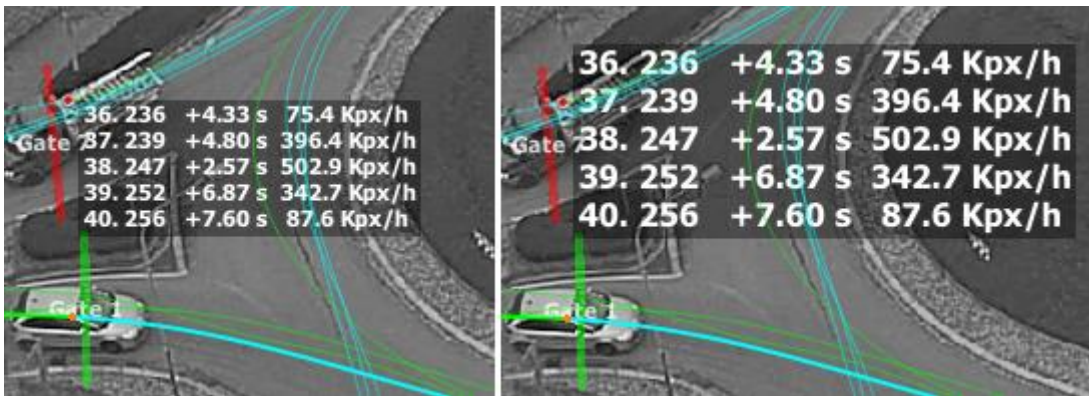 36. 236 +4.33 s 75.4 Kpx/h
37. 239 +4.80 s 396.4 Kpx/h
Gate
38. 247 +2.57 s 502.9 Kpx/h
39. 252 +6.87 s 342.7 Kpx/h
40. 256 +7.60 s 87.6 Kpx/h
Gate 1
36. 236 +4.33 s 75.4 Kpx/h
37. 239 +4.80 s 396.4 Kpx/h
Gate
38. 247 +2.57 s 502.9 Kpx/h
39. 252 +6.87 s 342.7 Kpx/h
40. 256 +7.60 s 87.6 Kpx/h
Gate 1